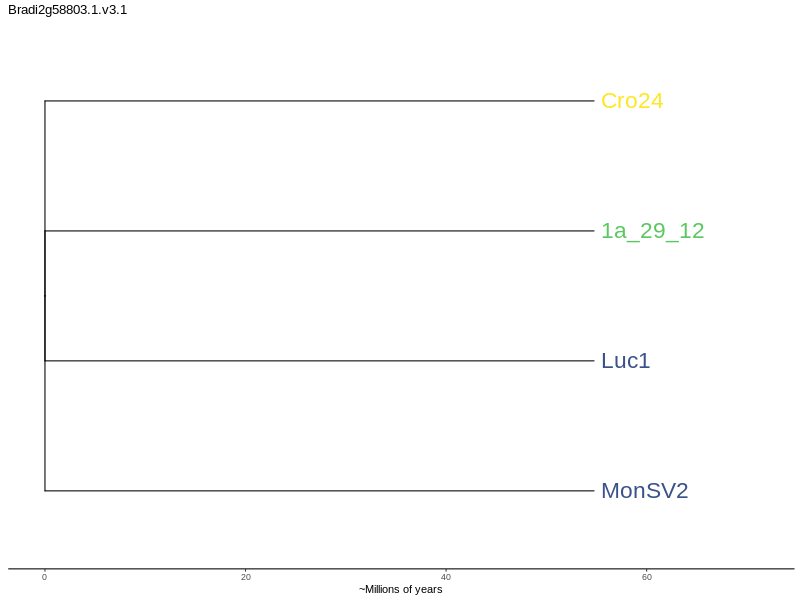 Bradi2g58803.1.v3.1
Cro24
1a_29_12
Luc1
MonSV2
0 20 40 60
~Millions of years